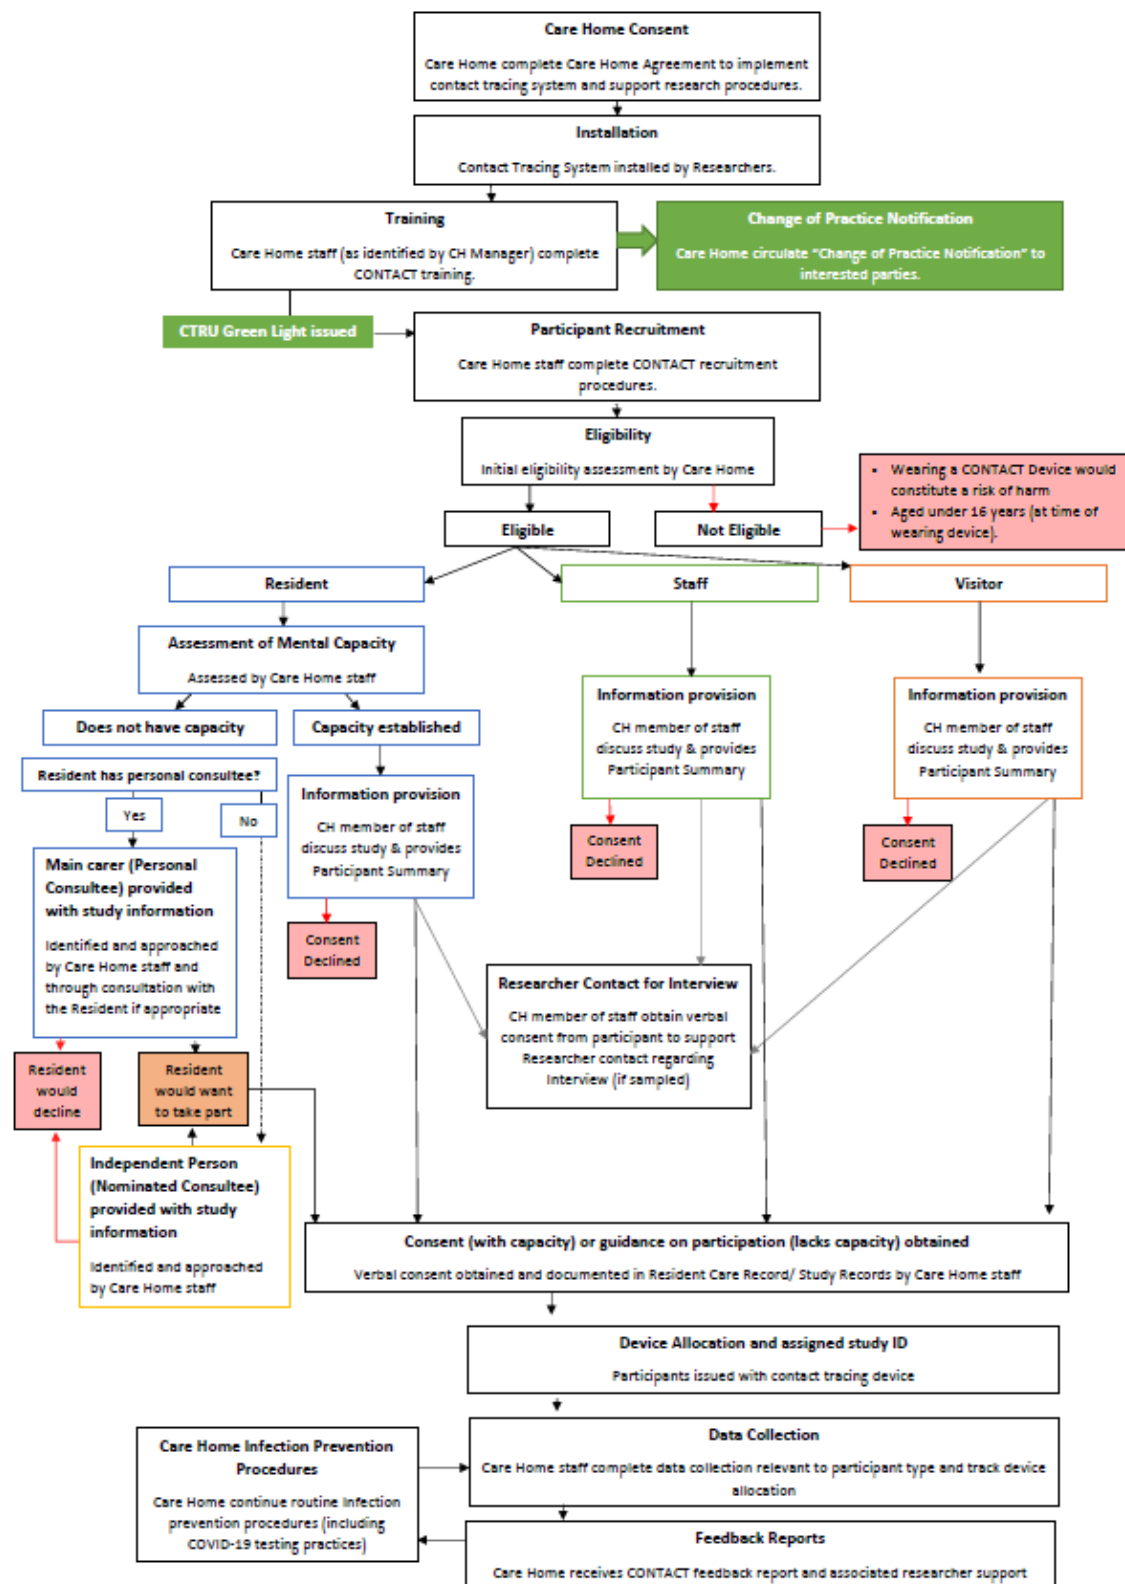 Care Home Consent
Care Home complete Care Home Agreement to implement
contact tracing system and support research procedures.
Installation
Contact Tracing System installed by Researchers.
Training
Care Home staff (as identified by CH Manager) complete
CONTACT training.
Change of Practice Notification
Care Home circulate "Change of Practice Notification" to
interested parties.
CTRU Green Light issued
Participant Recruitment
Care Home staff complete CONTACT recruitment
procedures.
Eligibility
Initial eligibility assessment by Care Home
• Wearing a CONTACT Device would
constitute a risk of harm
• Aged under 16 years (at time of
wearing device).
Eligible
Not Eligible
Resident
Staff
Visitor
Assessment of Mental Capacity
Assessed by Care Home staff
Does not have capacity
Capacity established
Resident has personal consultee?
Yes
No
Information provision
CH member of staff
discuss study & provides
Participant Summary
Information provision
CH member of staff
discuss study & provides
Participant Summary
Information provision
CH member of staff
discuss study & provides
Participant Summary
Consent
Declined
Consent
Declined
Consent
Declined
Main carer (Personal
Consultee) provided
with study information
Identified and approached
by Care Home staff and
through consultation with
the Resident if appropriate
Researcher Contact for Interview
CH member of staff obtain verbal
consent from participant to support
Researcher contact regarding
Interview (if sampled)
Resident
would
decline
Resident
would want
to take part
Independent Person
(Nominated Consultee)
provided with study
information
Identified and approached
by Care Home staff
Consent (with capacity) or guidance on participation (lacks capacity) obtained
Verbal consent obtained and documented in Resident Care Record/ Study Records by Care Home staff
Device Allocation and assigned study ID
Participants issued with contact tracing device
Care Home Infection Prevention
Procedures
Care Home continue routine Infection
prevention procedures (including
COVID-19 testing practices)
Data Collection
Care Home staff complete data collection relevant to participant type and track device
allocation
Feedback Reports
Care Home receives CONTACT feedback report and associated researcher support